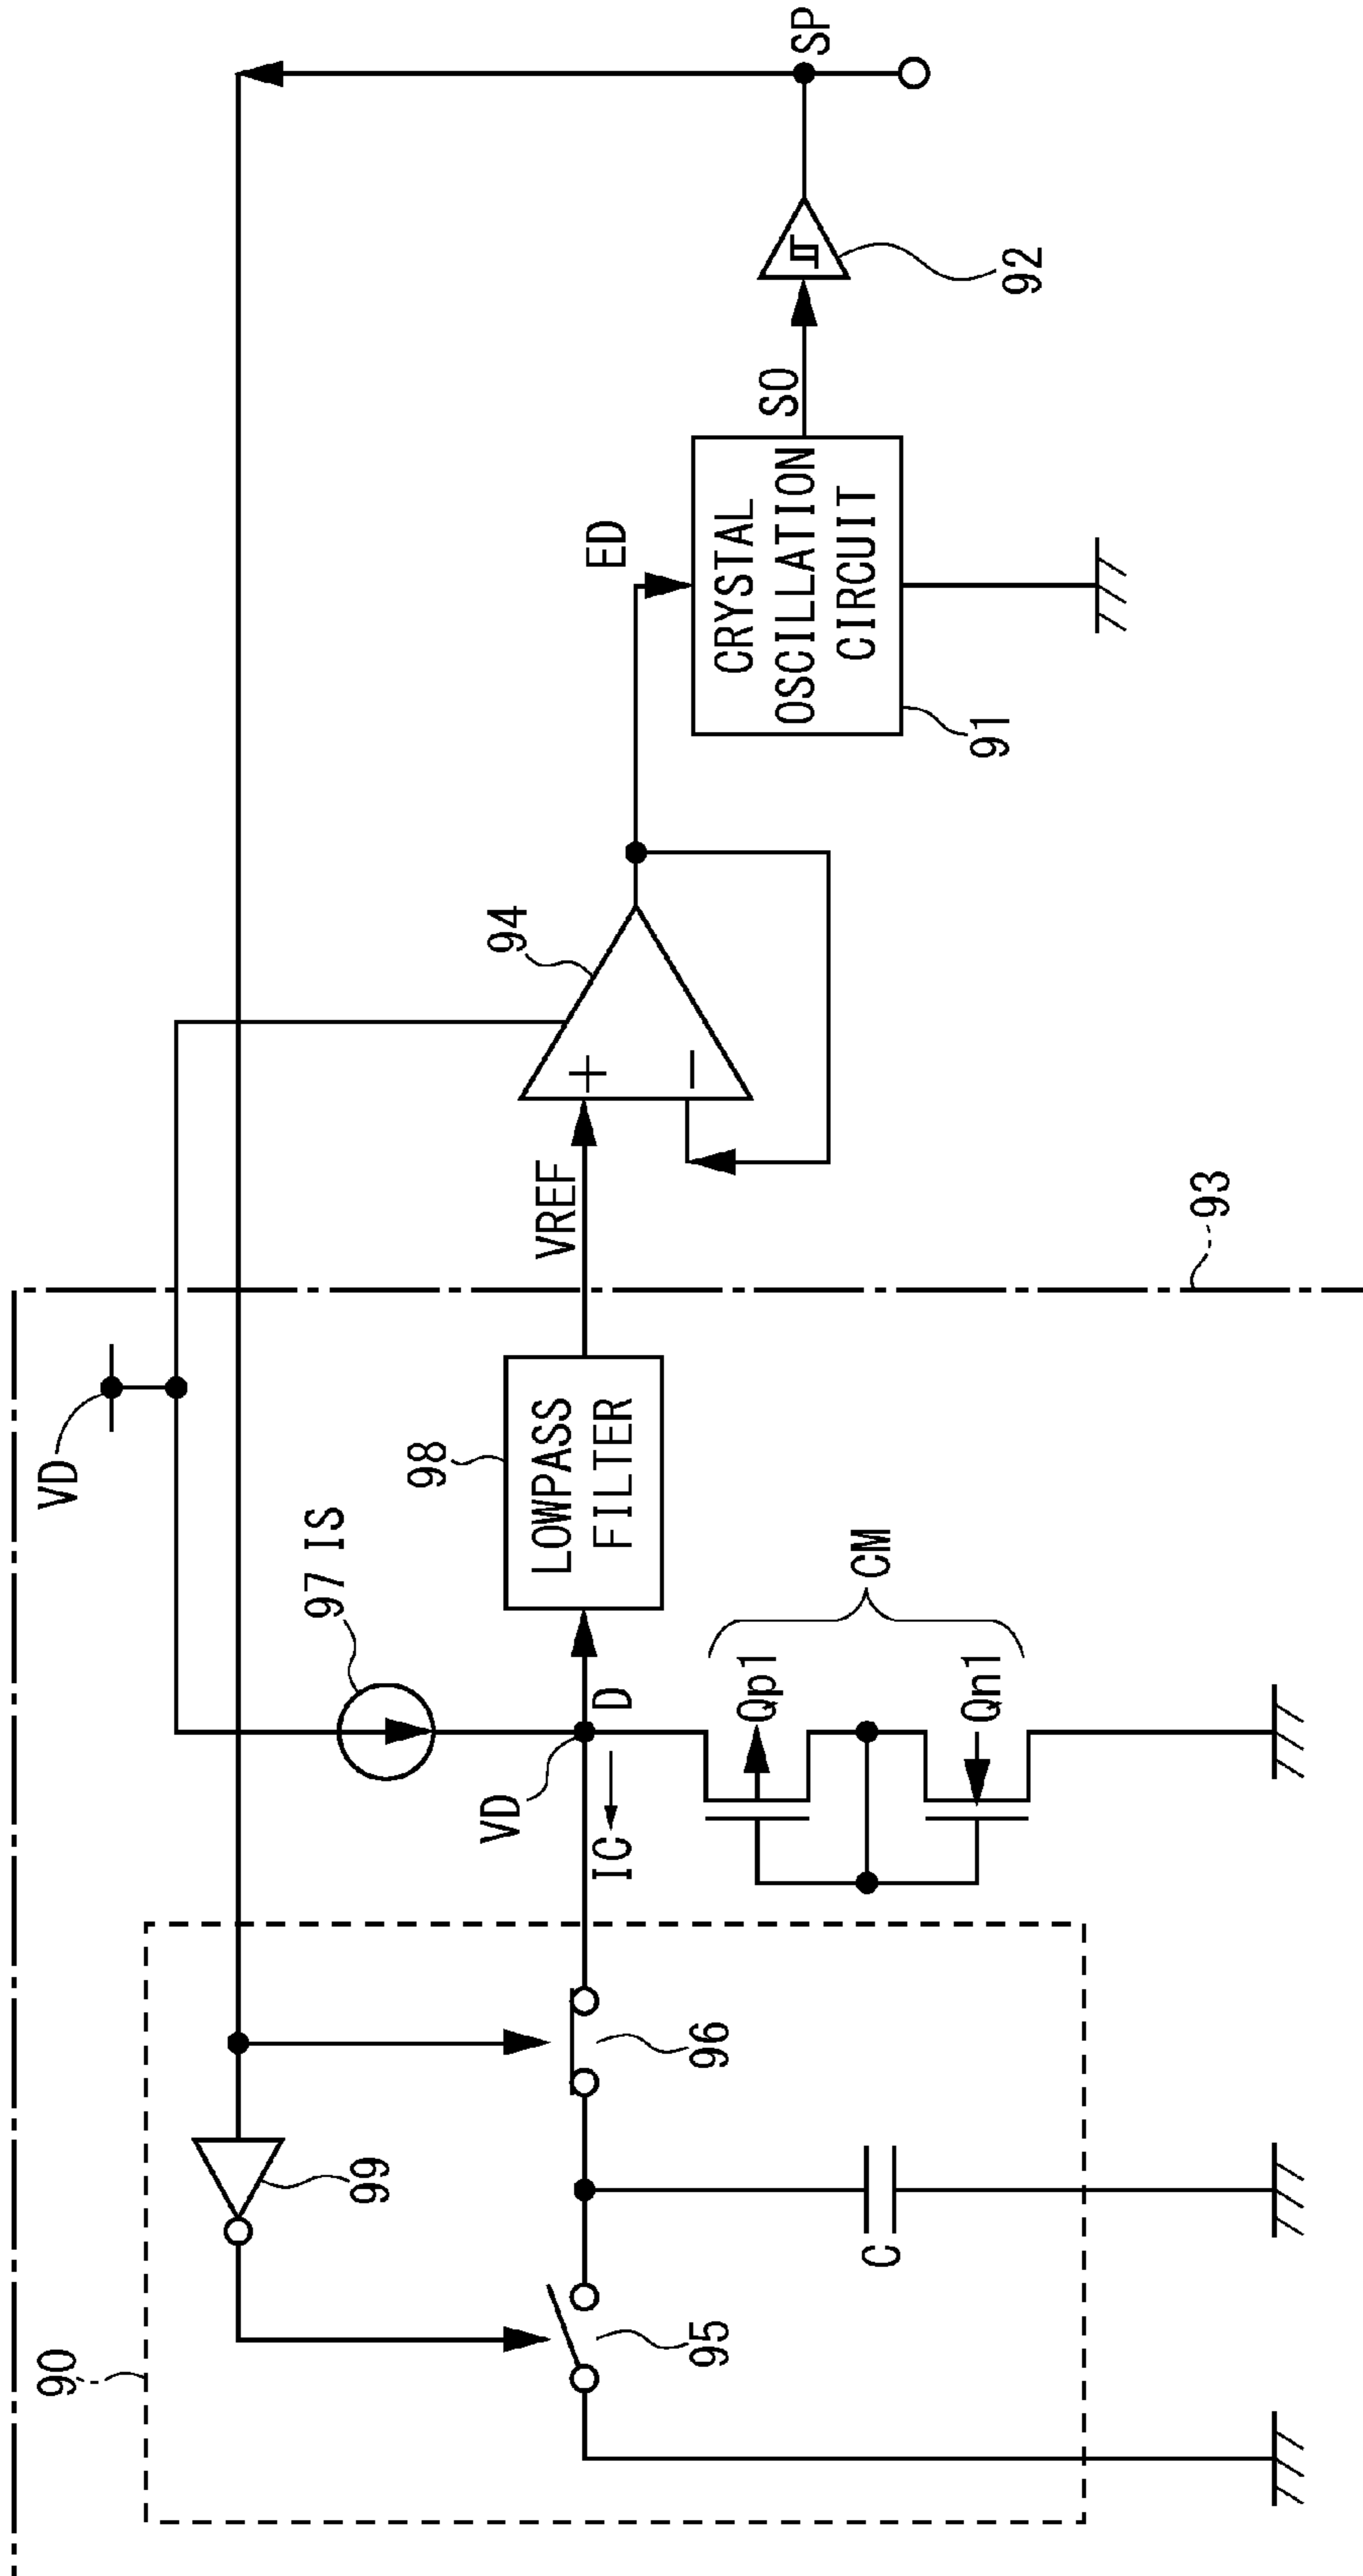 90
99
95
96
C
VD
97 IS
VD
D
IC
98
LOWPASS
FILTER
VREF
Qp1
Qn1
CM
93
94
+
−
ED
CRYSTAL
OSCILLATION
CIRCUIT
91
SO
92
SP